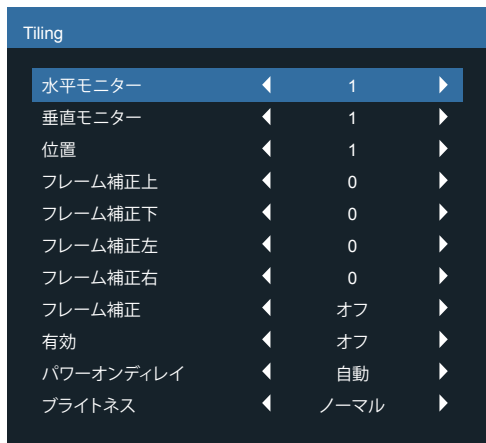 Tiling
水平モニター 1
垂直モニター 1
位置 1
フレーム補正上 0
フレーム補正下 0
フレーム補正左 0
フレーム補正右 0
フレーム補正 オフ
有効 オフ
パワーオンディレイ 自動
ブライトネス ノーマル